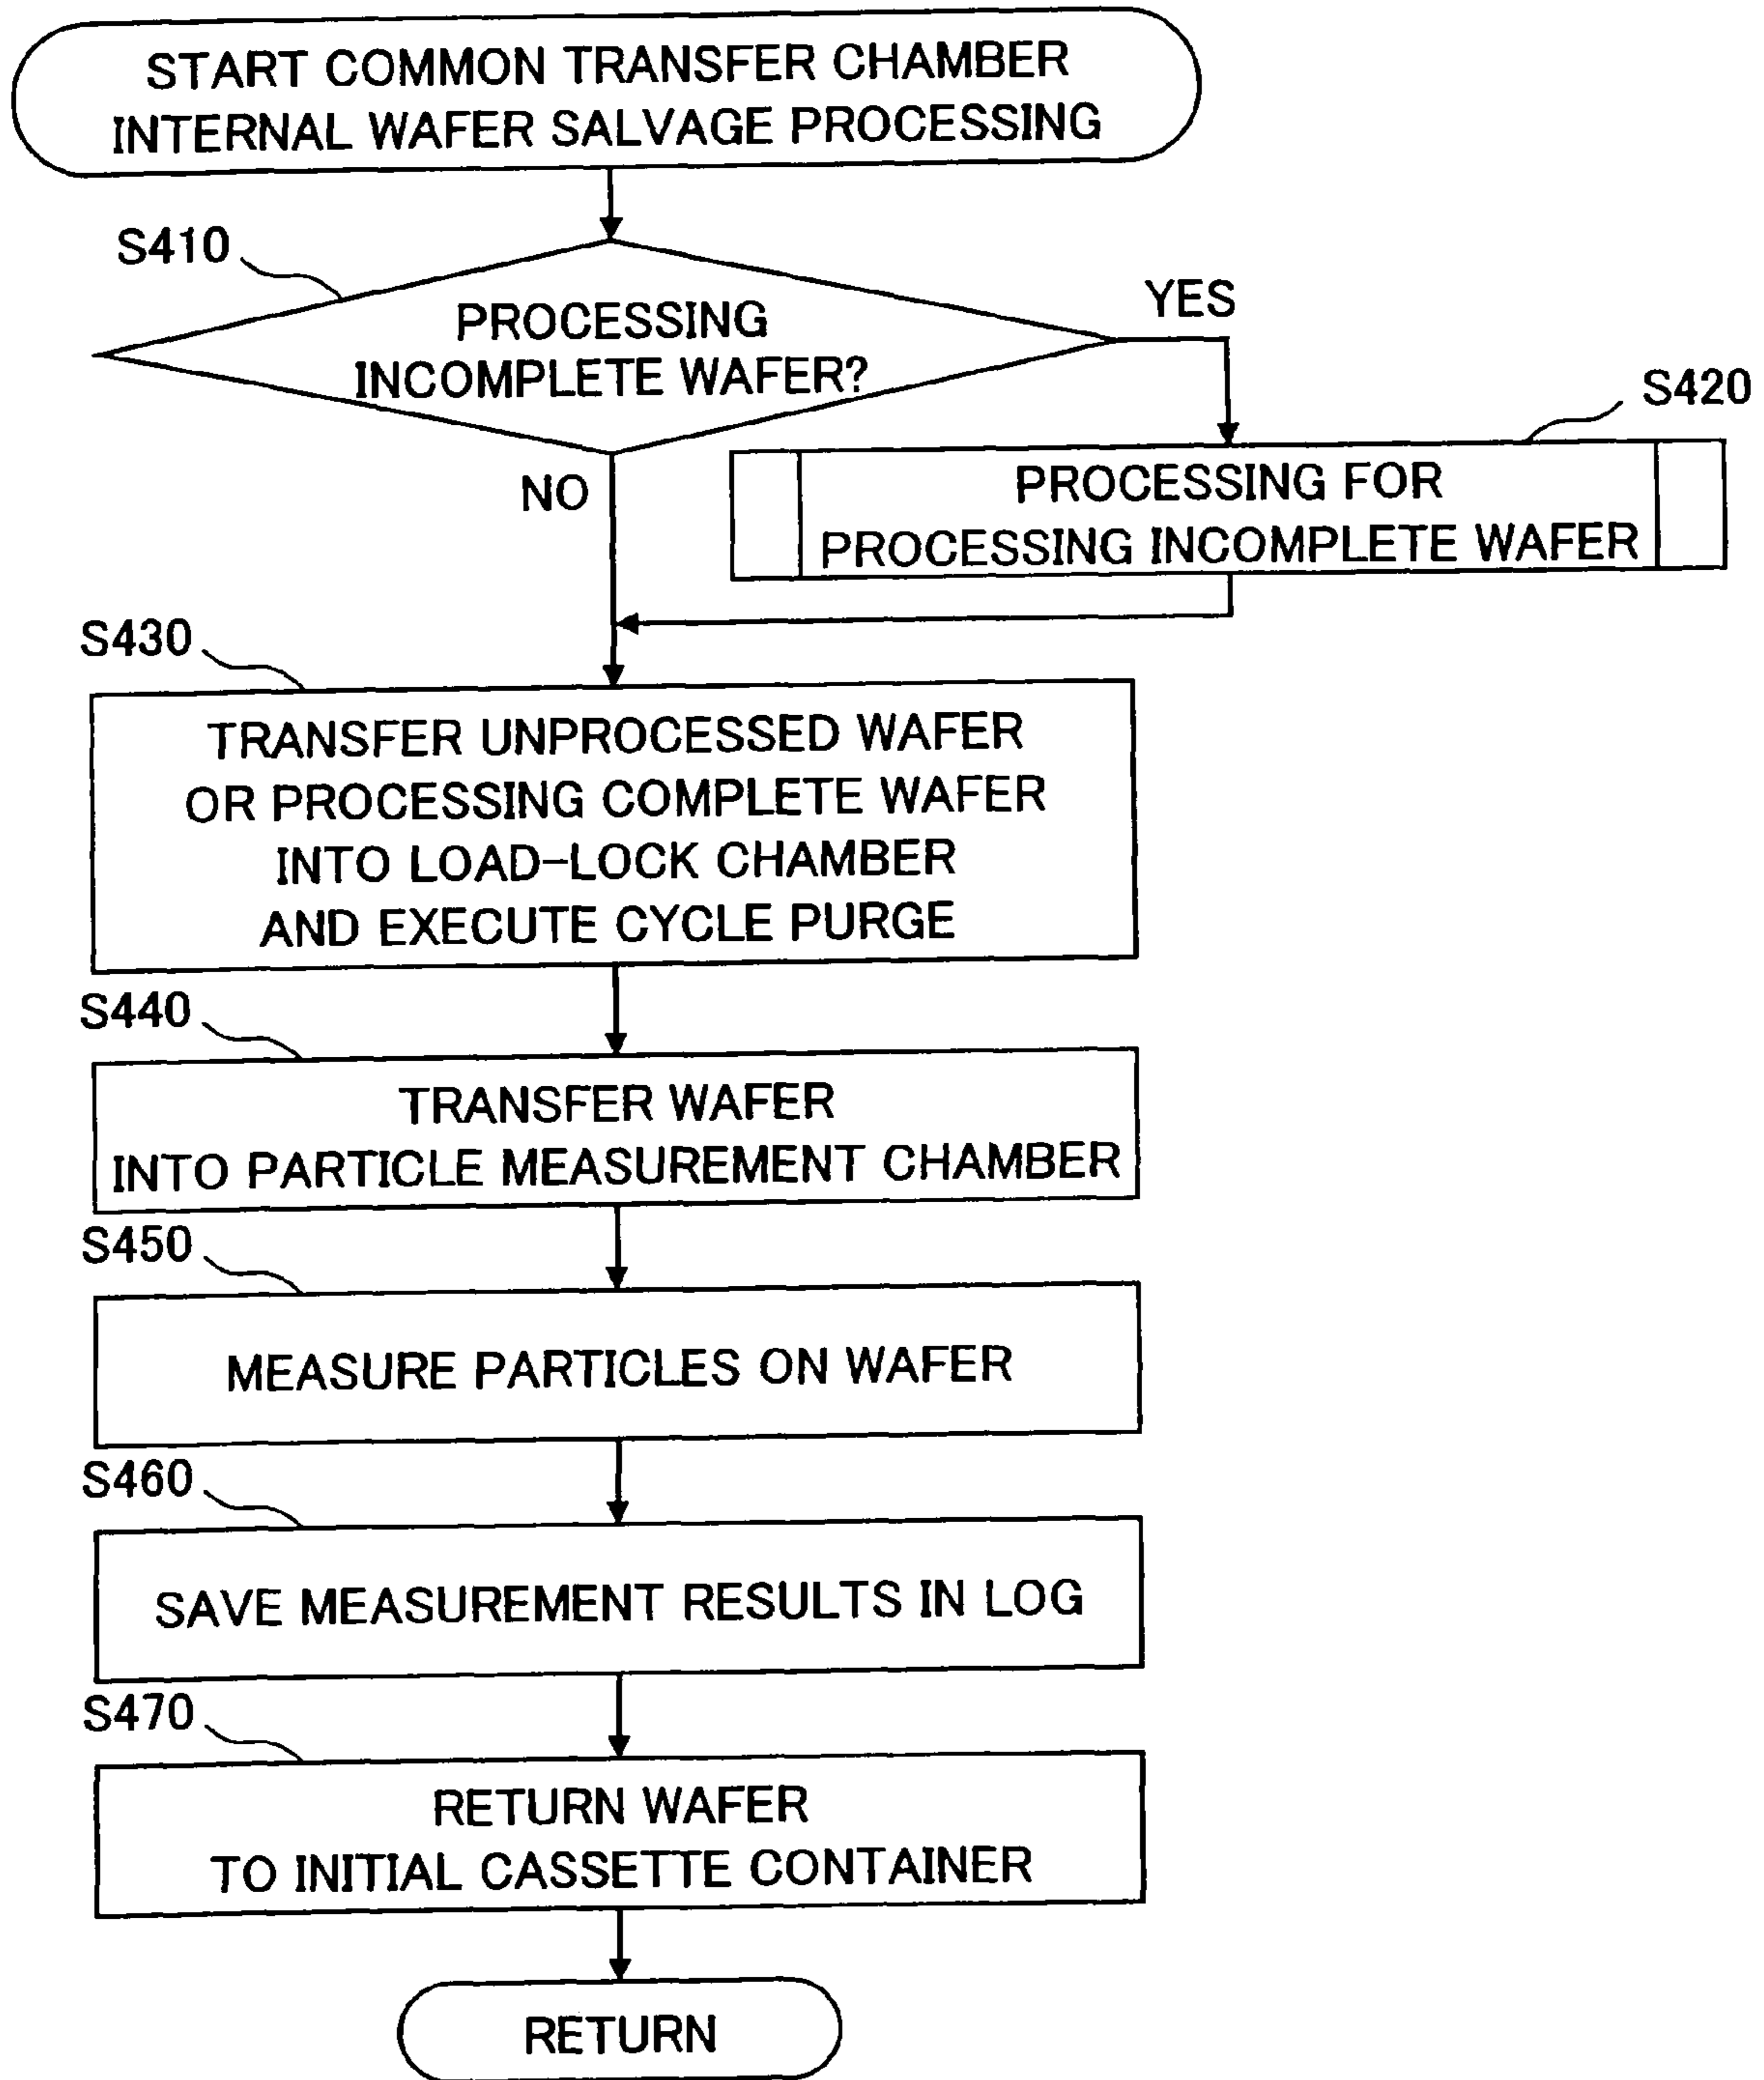 START COMMON TRANSFER CHAMBER
INTERNAL WAFER SALVAGE PROCESSING
S410
PROCESSING
INCOMPLETE WAFER?
YES
S420
NO
PROCESSING FOR
PROCESSING INCOMPLETE WAFER
S430
TRANSFER UNPROCESSED WAFER
OR PROCESSING COMPLETE WAFER
INTO LOAD-LOCK CHAMBER
AND EXECUTE CYCLE PURGE
S440
TRANSFER WAFER
INTO PARTICLE MEASUREMENT CHAMBER
S450
MEASURE PARTICLES ON WAFER
S460
SAVE MEASUREMENT RESULTS IN LOG
S470
RETURN WAFER
TO INITIAL CASSETTE CONTAINER
RETURN